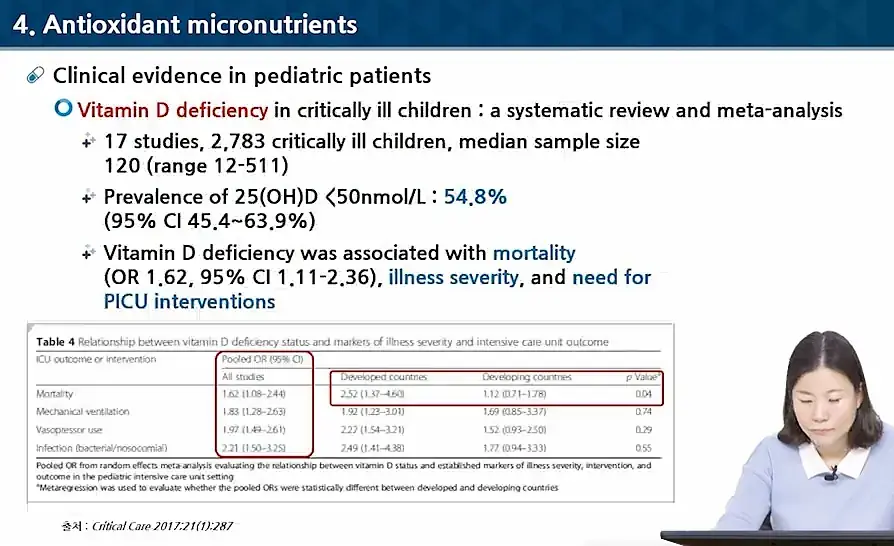 4. Antioxidant micronutrients
Clinical evidence in pediatric patients
Vitamin D deficiency in critically ill children : a systematic review and meta-analysis
17 studies, 2,783 critically ill children, median sample size
120 (range 12-511)
Prevalence of 25(OH)D <50nmol/L : 54.8%
(95% CI 45.4~63.9%)
Vitamin D deficiency was associated with mortality
(OR 1.62, 95% CI 1.11-2.36), illness severity, and need for
PICU interventions
Table 4 Relationship between vitamin D deficiency status and markers of illness severity and intensive care unit outcome
ICU outcome or intervention Pooled OR (95% CI)
All studies Developed countries Developing countries p Valueᵃ
Mortality 1.62 (1.08–2.44) 2.52 (1.37–4.60) 1.12 (0.71–1.78) 0.04
Mechanical ventilation 1.83 (1.28–2.63) 1.92 (1.23–3.01) 1.69 (0.85–3.37) 0.74
Vasopressor use 1.97 (1.49–2.61) 2.22 (1.54–3.21) 1.52 (0.93–2.50) 0.29
Infection (bacterial/nosocomial) 2.21 (1.50–3.25) 2.49 (1.41–4.38) 1.77 (0.94–3.33) 0.55
Pooled OR from random effects meta-analysis evaluating the relationship between vitamin D status and established markers of illness severity, intervention, and
outcome in the pediatric intensive care unit setting
ᵃMetaregression was used to evaluate whether the pooled ORs were statistically different between developed and developing countries
출처 : Critical Care 2017:21(1):287